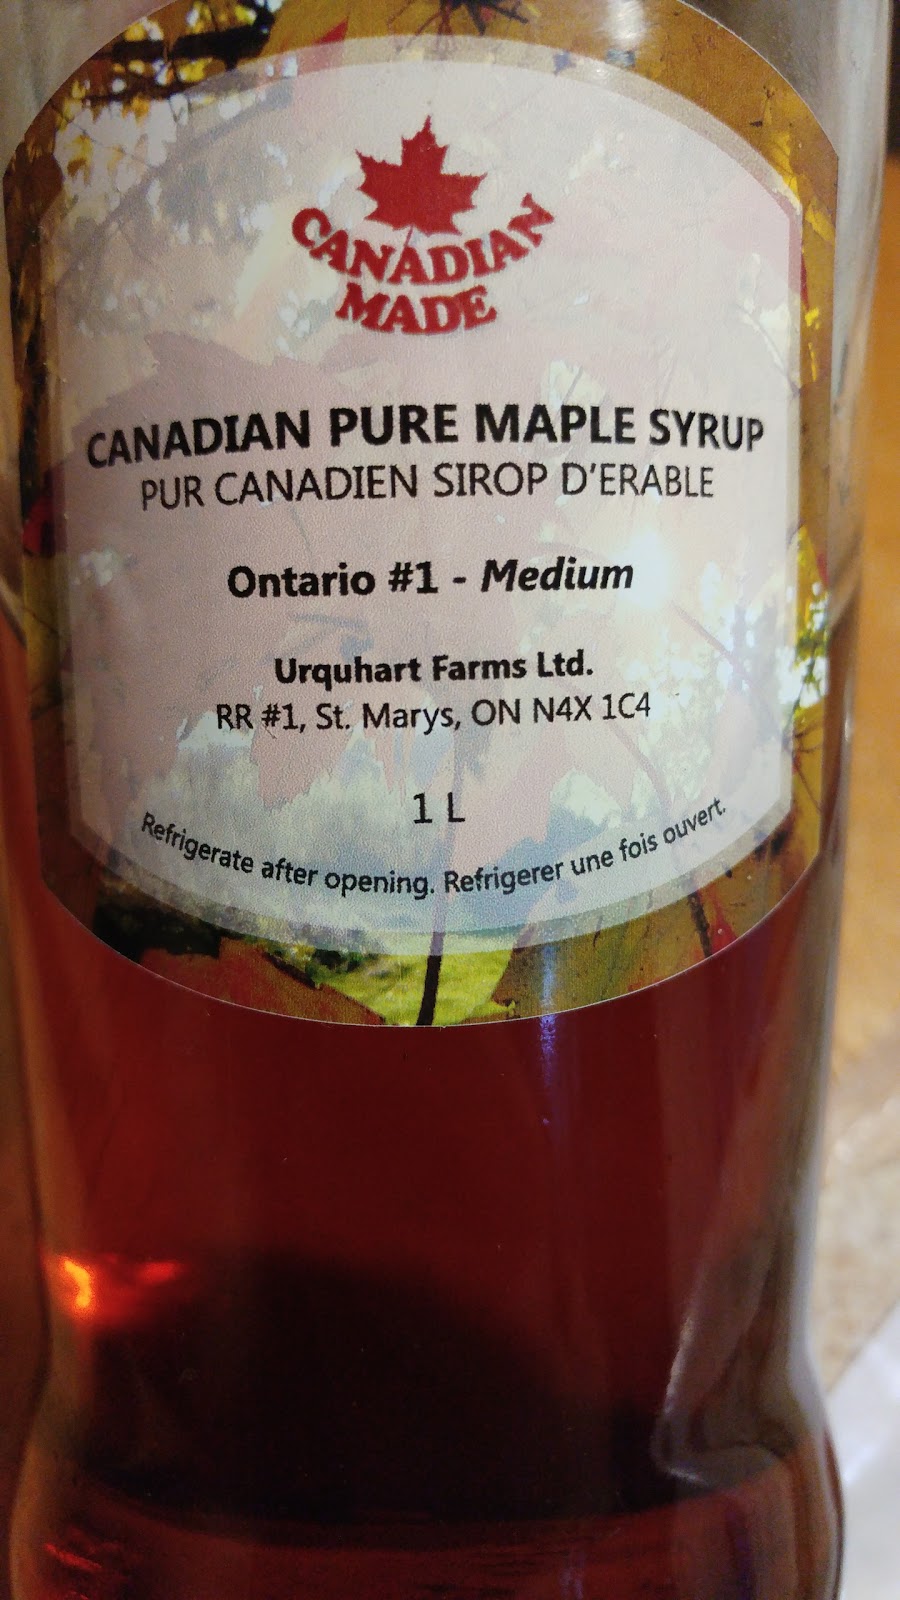 CANADIAN
MADE
CANADIAN PURE MAPLE SYRUP
PUR CANADIEN SIROP D'ERABLE
Ontario #1 - Medium
Urquhart Farms Ltd.
RR #1, St. Marys, ON N4X 1C4
1 L
Refrigerate after opening. Refrigerer une fois ouvert.